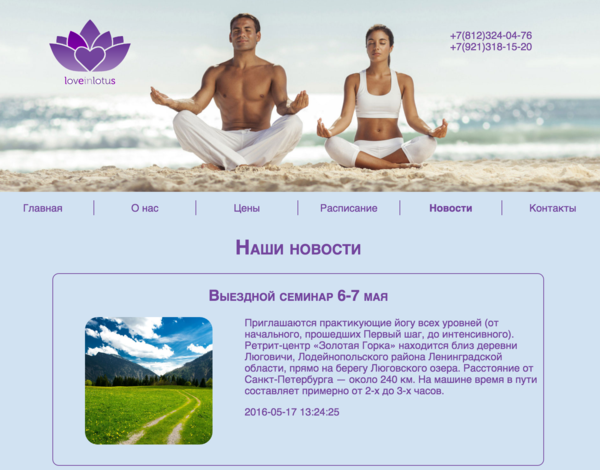 loveinlotus
+7(812)324-04-76
+7(921)318-15-20
Главная
О нас
Цены
Расписание
Новости
Контакты
Наши новости
Выездной семинар 6-7 мая
Приглашаются практикующие йогу всех уровней (от
начального, прошедших Первый шаг, до интенсивного).
Ретрит-центр «Золотая Горка» находится близ деревни
Люговичи, Лодейнопольского района Ленинградской
области, прямо на берегу Люговского озера. Расстояние от
Санкт-Петербурга — около 240 км. На машине время в пути
составляет примерно от 2-х до 3-х часов.
2016-05-17 13:24:25